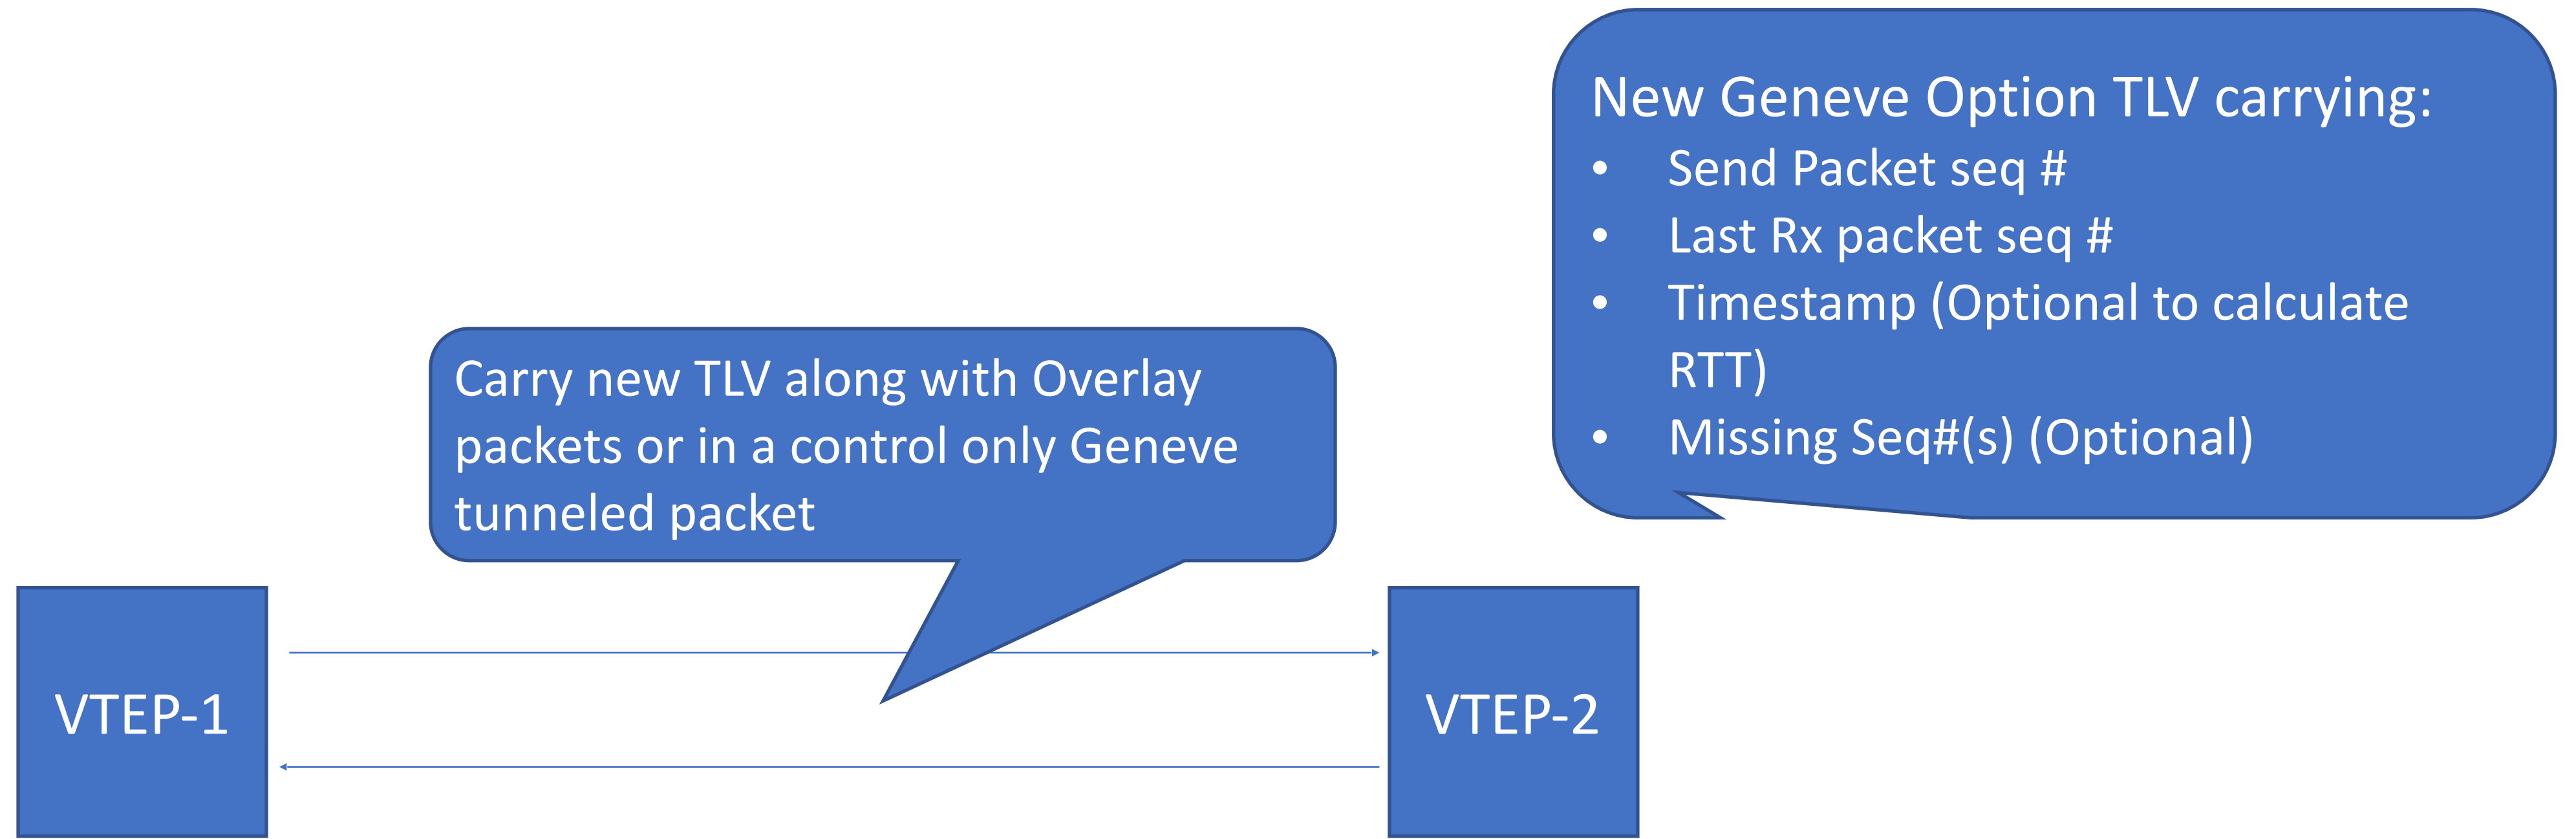 New Geneve Option TLV carrying:
• Send Packet seq #
• Last Rx packet seq #
• Timestamp (Optional to calculate
RTT)
• Missing Seq#(s) (Optional)
Carry new TLV along with Overlay
packets or in a control only Geneve
tunneled packet
VTEP-1
VTEP-2